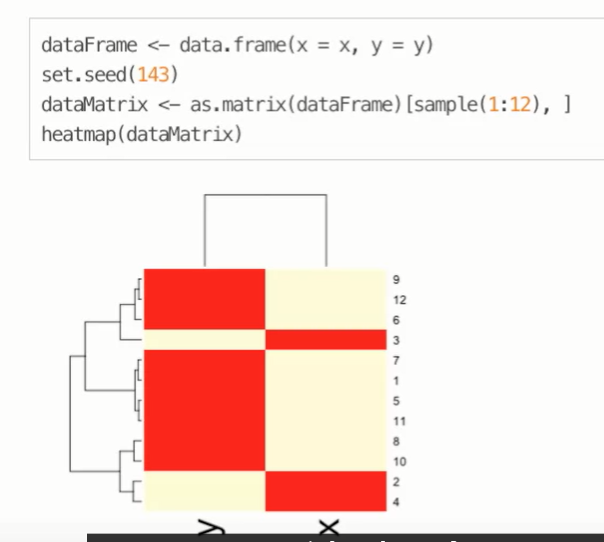 dataFrame <- data.frame(x = x, y = y)
set.seed(143)
dataMatrix <- as.matrix(dataFrame)[sample(1:12), ]
heatmap(dataMatrix)
9
12
6
3
7
1
5
11
8
10
2
4
y
x